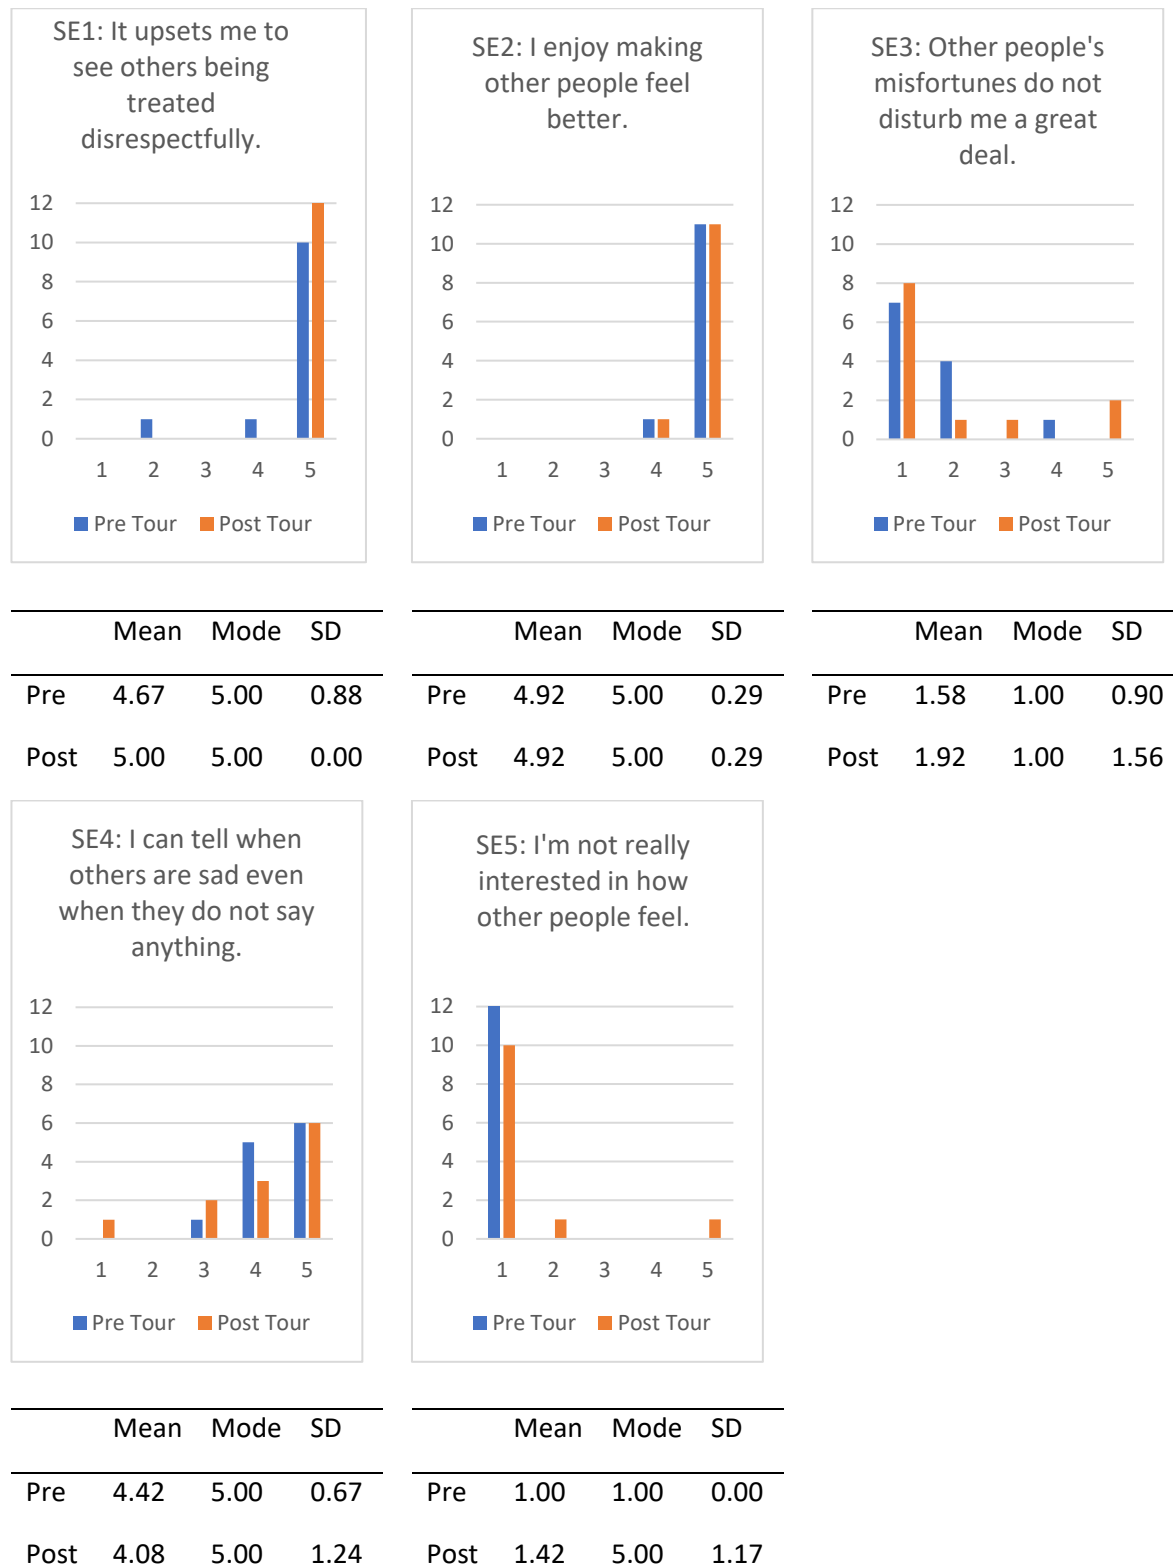 SE1: It upsets me to
see others being
treated
disrespectfully.
12
10
8
6
4
2
0
1 2 3 4 5
Pre Tour Post Tour
SE2: I enjoy making
other people feel
better.
12
10
8
6
4
2
0
1 2 3 4 5
Pre Tour Post Tour
SE3: Other people's
misfortunes do not
disturb me a great
deal.
12
10
8
6
4
2
0
1 2 3 4 5
Pre Tour Post Tour
Mean Mode SD
Pre 4.67 5.00 0.88
Post 5.00 5.00 0.00
Mean Mode SD
Pre 4.92 5.00 0.29
Post 4.92 5.00 0.29
Mean Mode SD
Pre 1.58 1.00 0.90
Post 1.92 1.00 1.56
SE4: I can tell when
others are sad even
when they do not say
anything.
12
10
8
6
4
2
0
1 2 3 4 5
Pre Tour Post Tour
SE5: I'm not really
interested in how
other people feel.
12
10
8
6
4
2
0
1 2 3 4 5
Pre Tour Post Tour
Mean Mode SD
Pre 4.42 5.00 0.67
Post 4.08 5.00 1.24
Mean Mode SD
Pre 1.00 1.00 0.00
Post 1.42 5.00 1.17